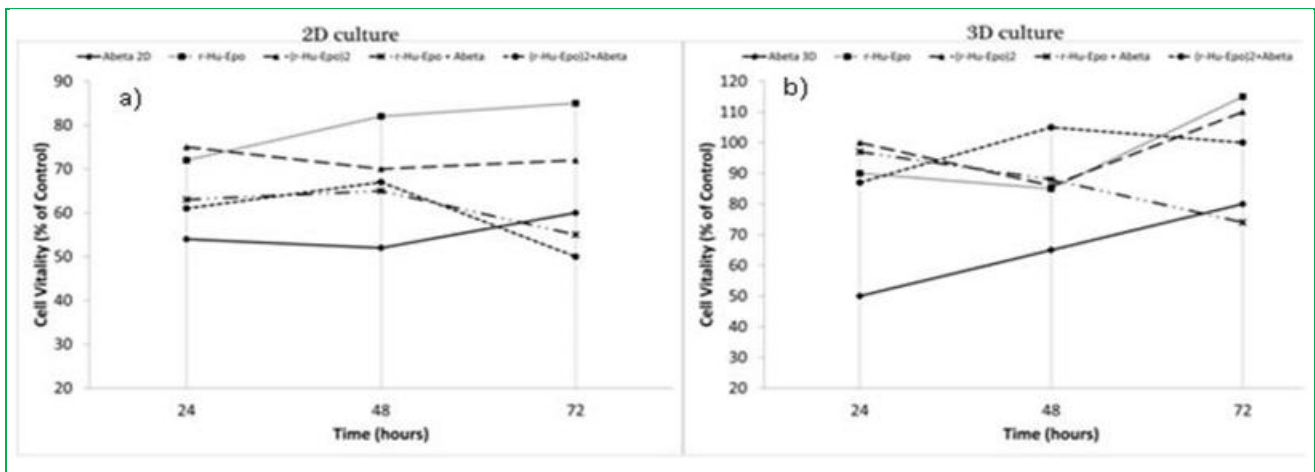 2D culture
Abeta 2D r-Hu-Epo (r-Hu-Epo)2 r-Hu-Epo + Abeta (r-Hu-Epo)2+Abeta
a)
Cell Vitality (% of Control)
90
80
70
60
50
40
30
20
24 48 72
Time (hours)
3D culture
Abeta 3D r-Hu-Epo (r-Hu-Epo)2 r-Hu-Epo + Abeta (r-Hu-Epo)2+Abeta
b)
Cell Vitality (% of Control)
120
110
100
90
80
70
60
50
40
30
20
24 48 72
Time (hours)